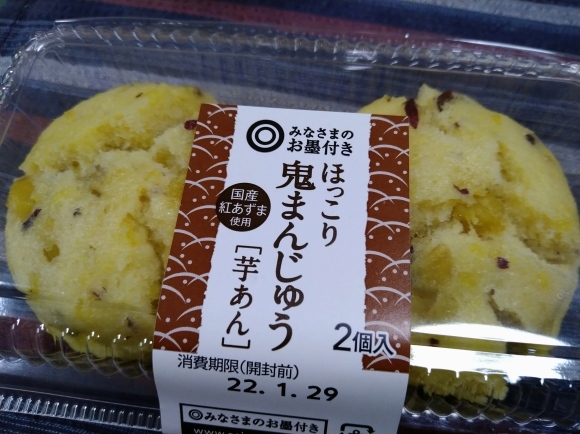 みなさまの
お墨付き
ほっこり
鬼まんじゅう
[芋あん]
国産
紅あずま
使用
2個入
消費期限(開封前)
22.1.29
みなさまのお墨付き